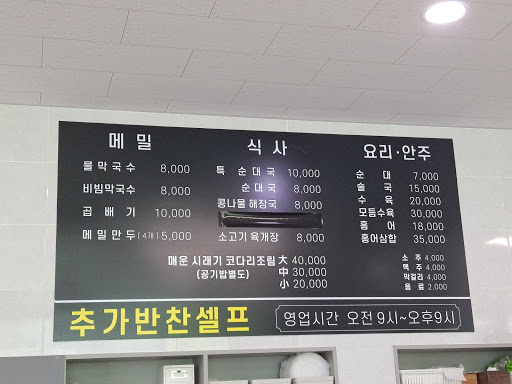 메 밀
물막국수 8,000
비빔막국수 8,000
곱 배 기 10,000
메밀만두(4개) 5,000
식 사
특 순 대 국 10,000
순 대 국 8,000
콩나물해장국 8,000
소고기 육개장 8,000
매운 시래기 코다리조림 大 40,000
(공기밥별도) 中 30,000
小 20,000
요리·안주
순 대 7,000
술 국 15,000
수 육 20,000
모듬수육 30,000
홍 어 18,000
홍어삼합 35,000
소 주 4,000
맥 주 4,000
막걸리 4,000
음 료 2,000
추가반찬셀프
영업시간 오전 9시~오후9시